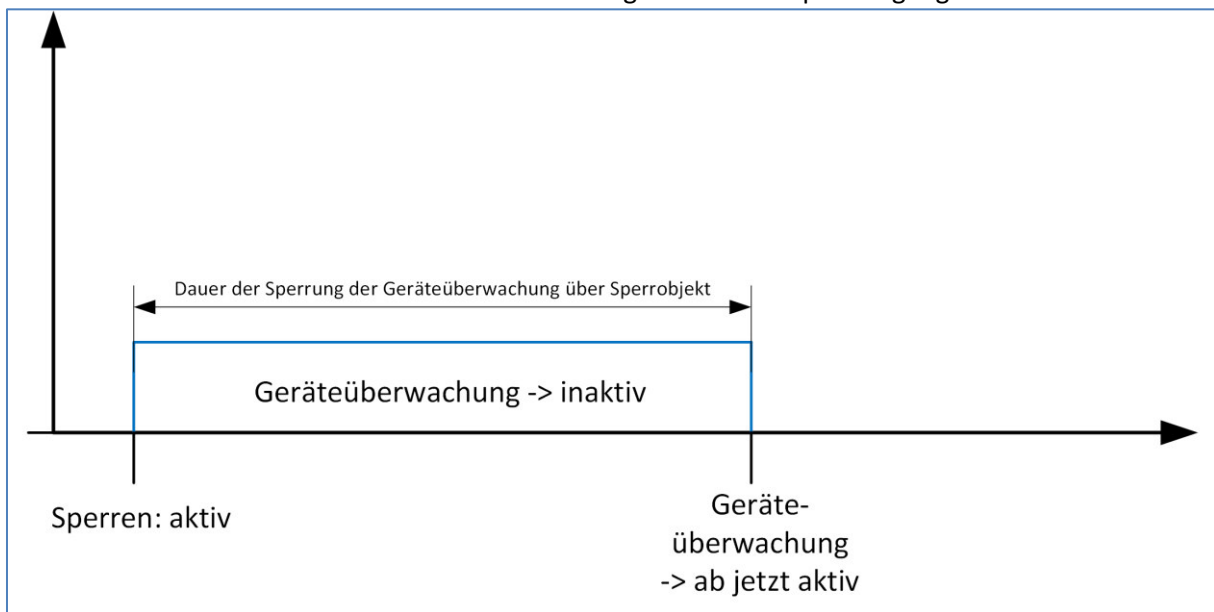 Dauer der Sperrung der Geräteüberwachung über Sperrobjekt
Geräteüberwachung -> inaktiv
Sperren: aktiv
Geräte-
überwachung
-> ab jetzt aktiv